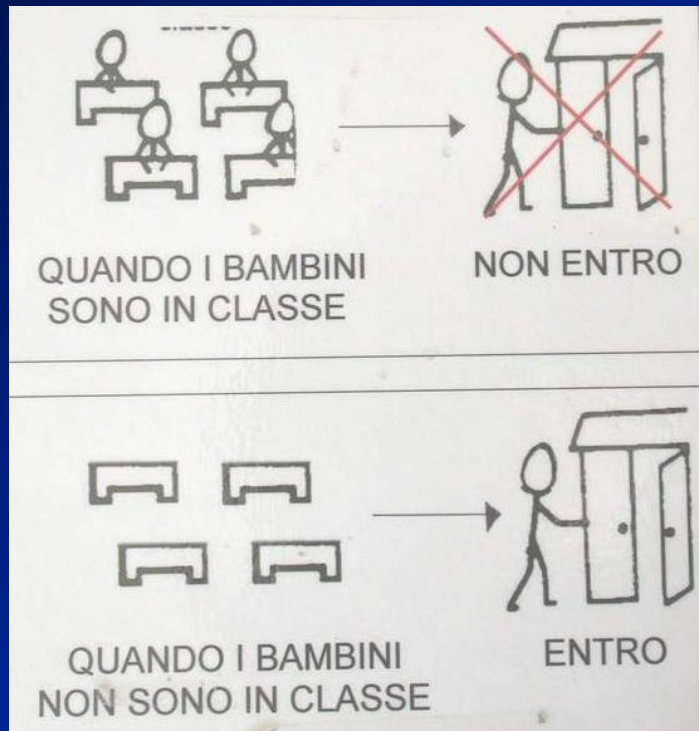 QUANDO I BAMBINI
SONO IN CLASSE
NON ENTRO
QUANDO I BAMBINI
NON SONO IN CLASSE
ENTRO